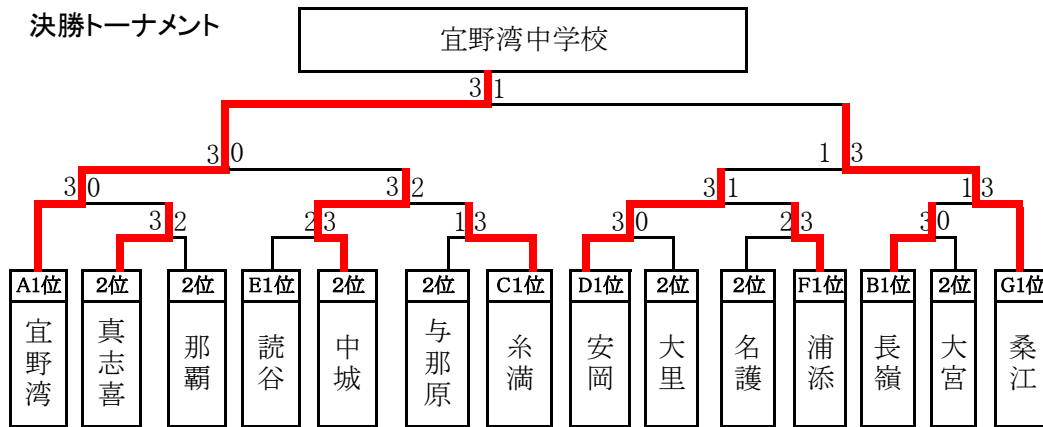 決勝トーナメント
宜野湾中学校
3 1
3 0 1 3
3 0 3 2 3 1 1 3
3 2 2 3 1 3 3 0 2 3 3 0
A1位 2位 2位 E1位 2位 2位 C1位 D1位 2位 2位 F1位 B1位 2位 G1位
宜野湾 真志喜 那覇 読谷 中城 与那原 糸満 安岡 大里 名護 浦添 長嶺 大宮 桑江